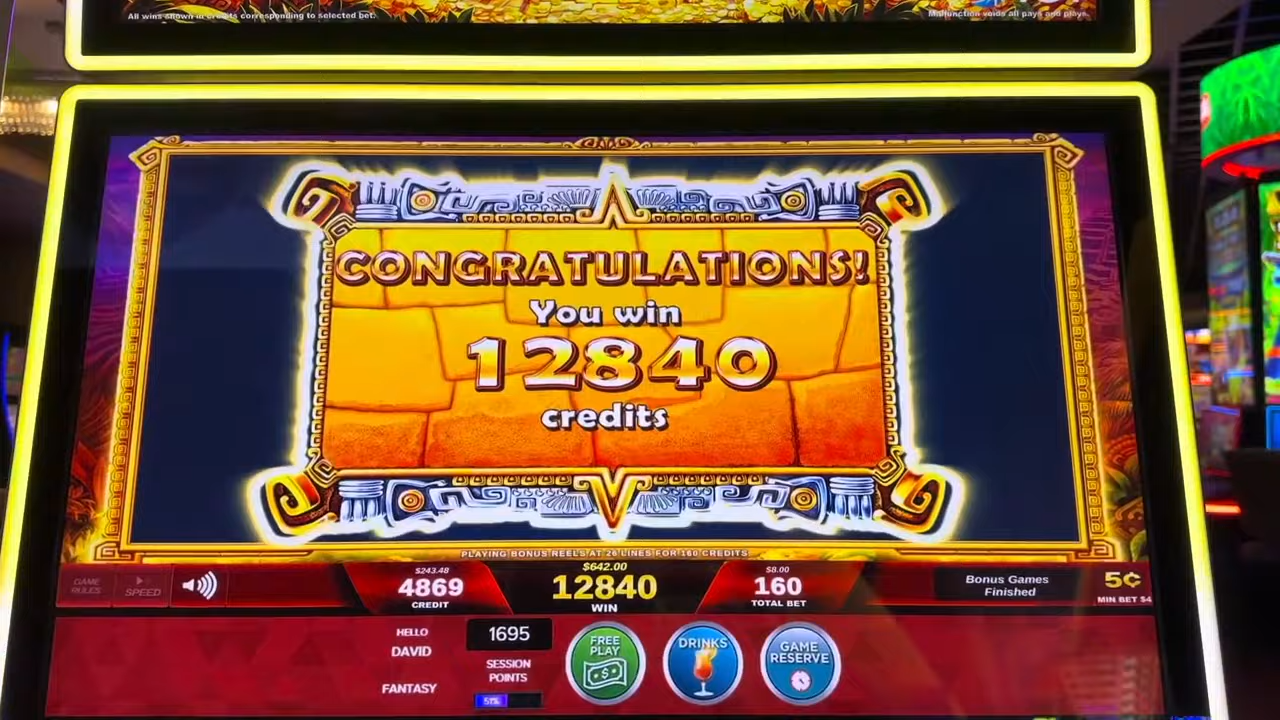 All wins shown in credits corresponding to selected bet.
Malfunction voids all pays and plays.
CONGRATULATIONS!
You win
12840
credits
PLAYING BONUS REELS AT 26 LINES FOR 160 CREDITS
GAME RULES
SPEED
$243.48
4869
CREDIT
$642.00
12840
WIN
$8.00
160
TOTAL BET
Bonus Games
Finished
5¢
MIN BET $4
HELLO
DAVID
FANTASY
1695
SESSION
POINTS
51%
FREE
PLAY
DRINKS
GAME
RESERVE